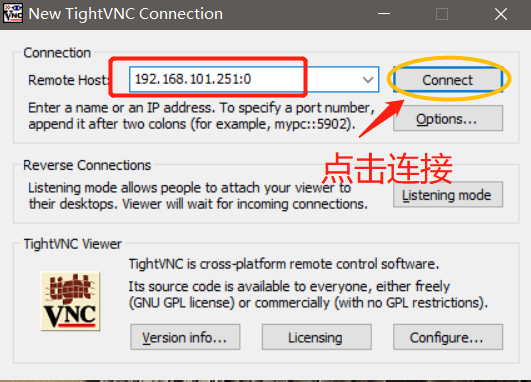 New TightVNC Connection
Connection
Remote Host:
192.168.101.251:0
Connect
Enter a name or an IP address. To specify a port number,
append it after two colons (for example, mypc::5902).
Options...
点击连接
Reverse Connections
Listening mode allows people to attach your viewer to
their desktops. Viewer will wait for incoming connections.
Listening mode
TightVNC Viewer
tight
VNC
TightVNC is cross-platform remote control software.
Its source code is available to everyone, either freely
(GNU GPL license) or commercially (with no GPL restrictions).
Version info...
Licensing
Configure...